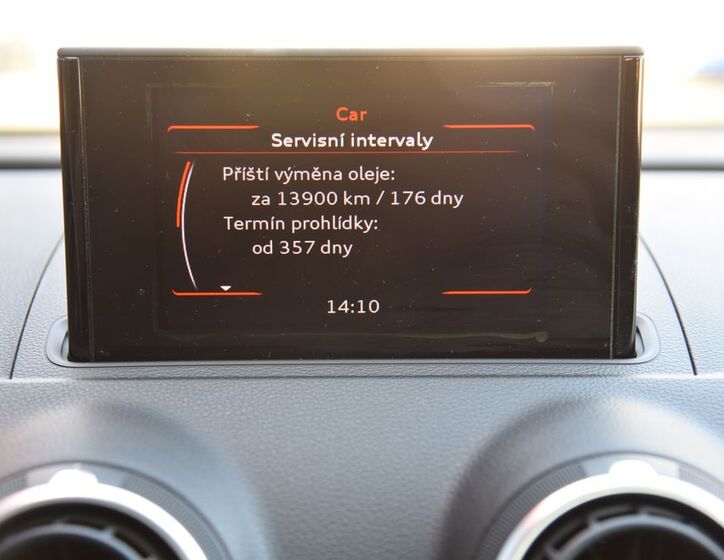 Car
Servisní intervaly
Příští výměna oleje:
za 13900 km / 176 dny
Termín prohlídky:
od 357 dny
14:10